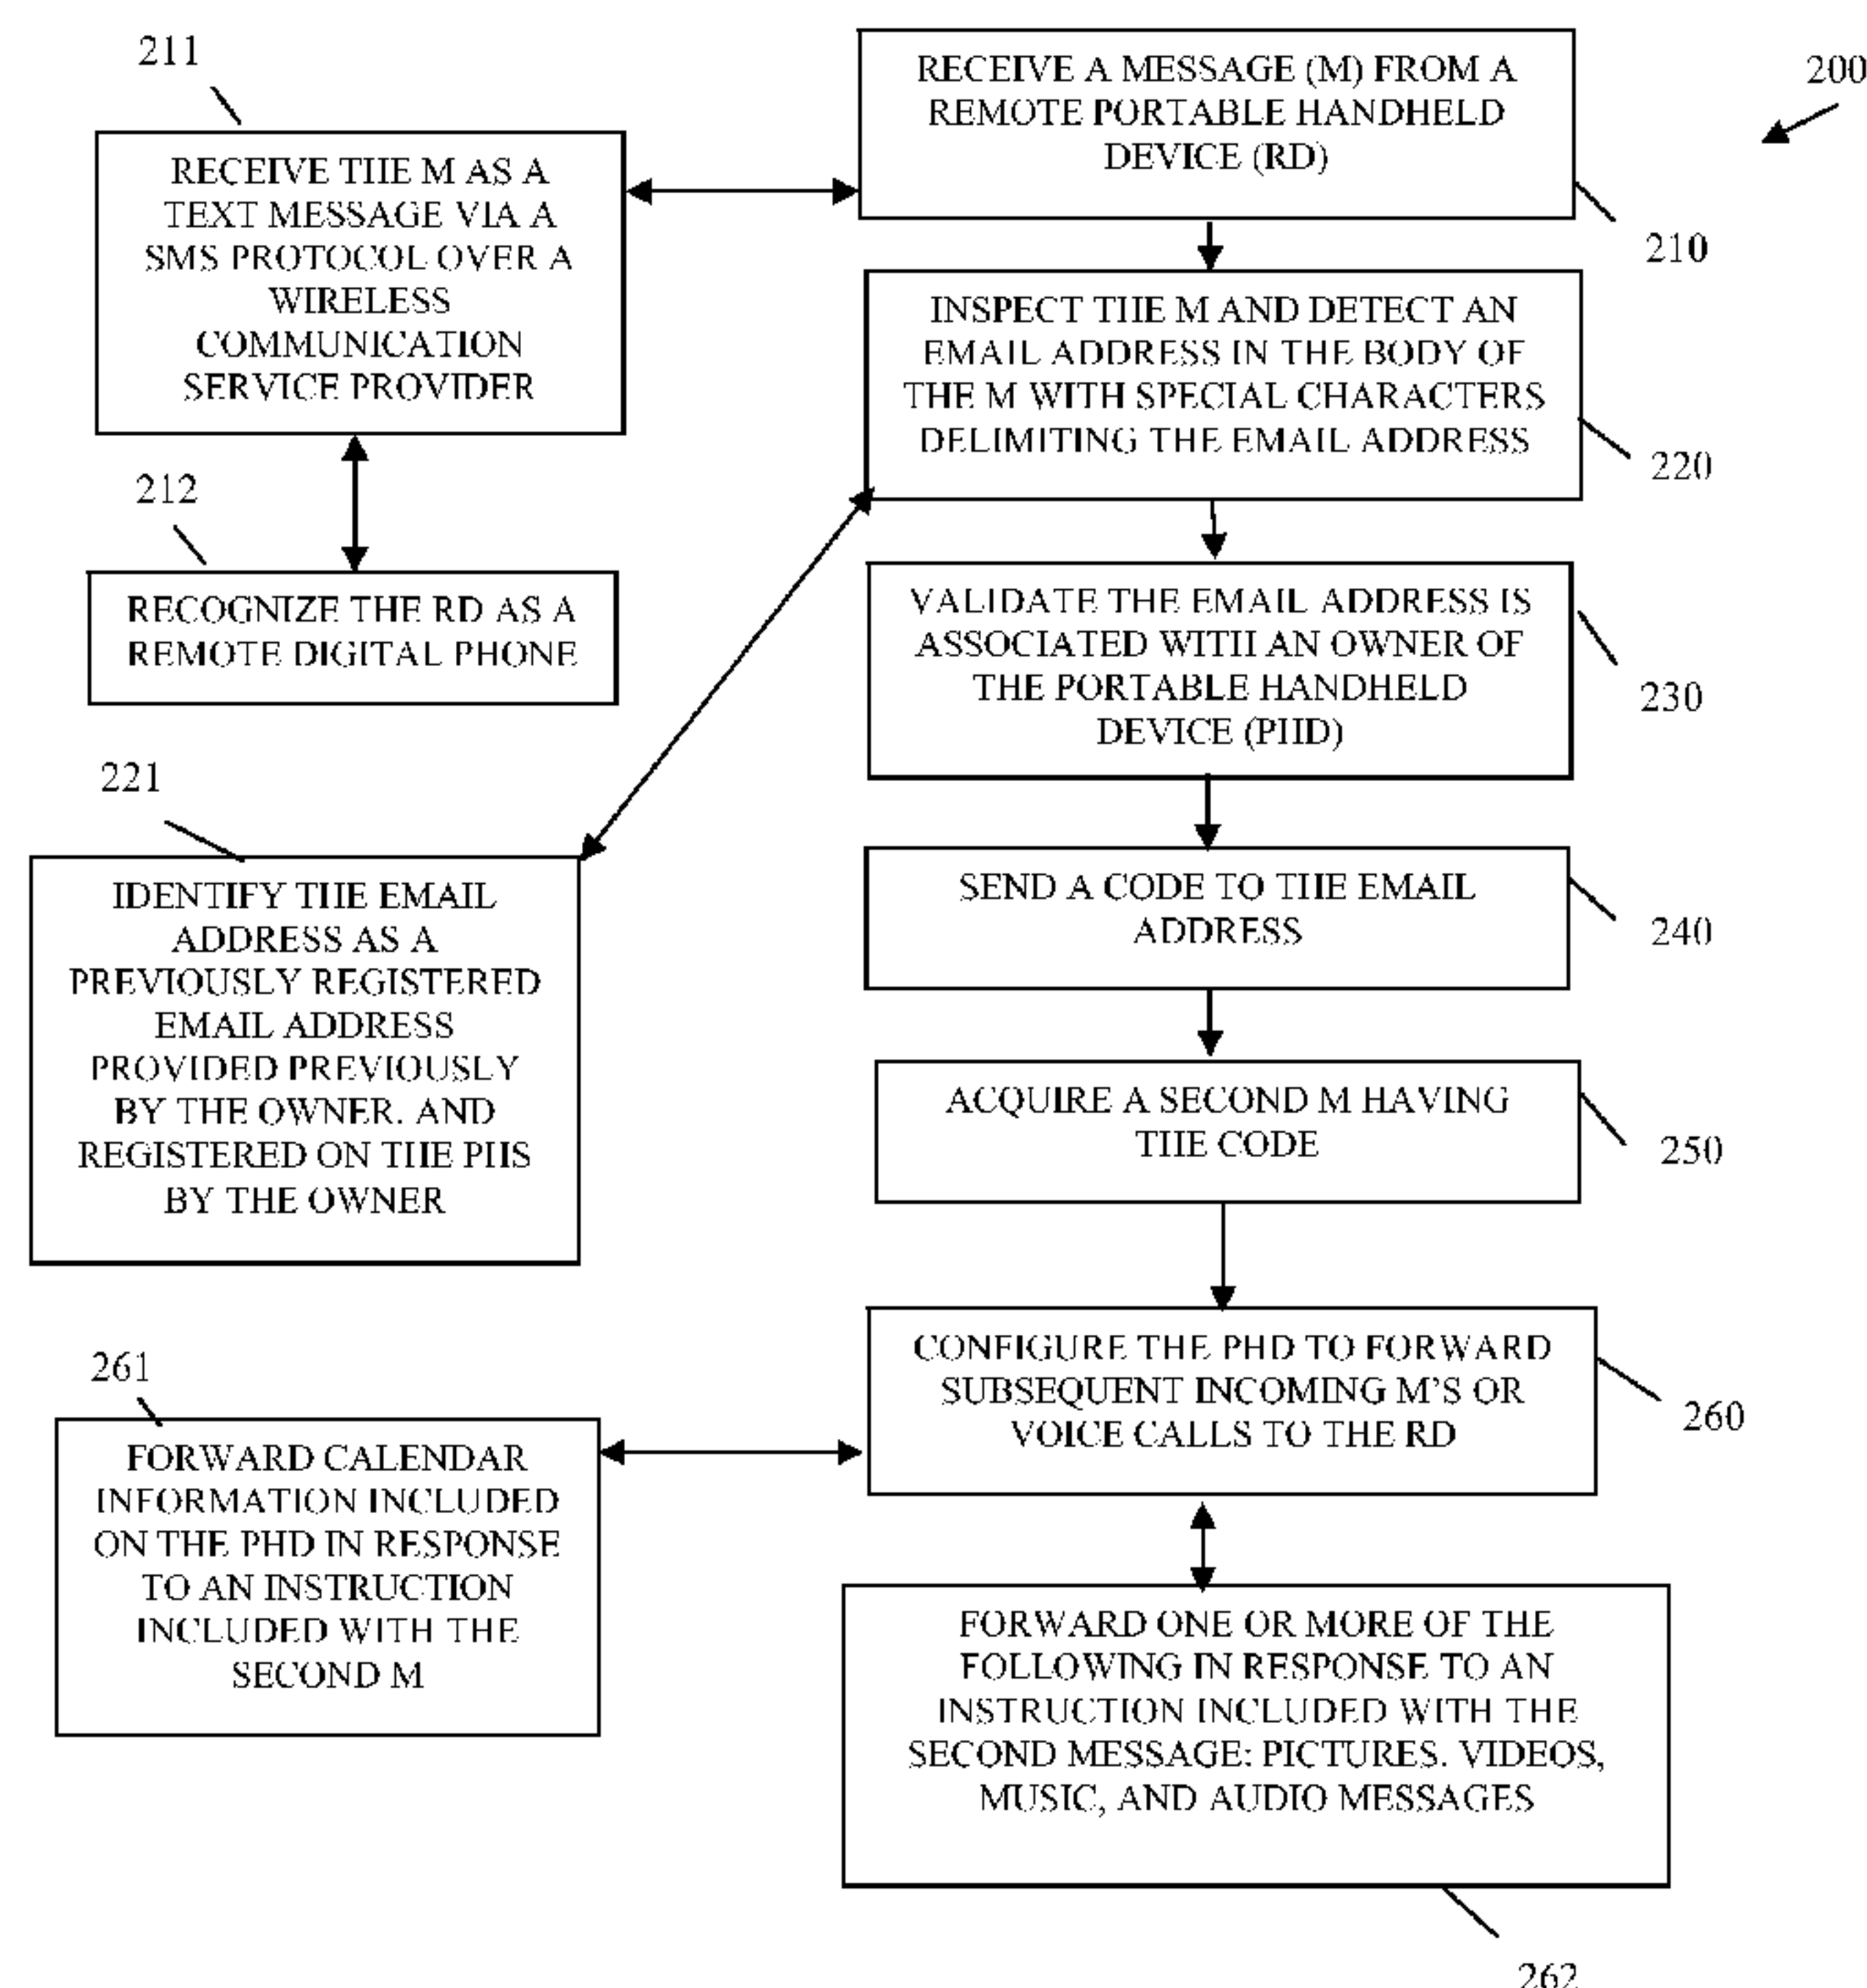 200
RECEIVE A MESSAGE (M) FROM A
REMOTE PORTABLE HANDHELD
DEVICE (RD)
210
211
RECEIVE THE M AS A
TEXT MESSAGE VIA A
SMS PROTOCOL OVER A
WIRELESS
COMMUNICATION
SERVICE PROVIDER
212
RECOGNIZE THE RD AS A
REMOTE DIGITAL PHONE
INSPECT THE M AND DETECT AN
EMAIL ADDRESS IN THE BODY OF
THE M WITH SPECIAL CHARACTERS
DELIMITING THE EMAIL ADDRESS
220
221
IDENTIFY THE EMAIL
ADDRESS AS A
PREVIOUSLY REGISTERED
EMAIL ADDRESS
PROVIDED PREVIOUSLY
BY THE OWNER. AND
REGISTERED ON THE PHS
BY THE OWNER
VALIDATE THE EMAIL ADDRESS IS
ASSOCIATED WITH AN OWNER OF
THE PORTABLE HANDHELD
DEVICE (PHD)
230
SEND A CODE TO THE EMAIL
ADDRESS
240
ACQUIRE A SECOND M HAVING
THE CODE
250
CONFIGURE THE PHD TO FORWARD
SUBSEQUENT INCOMING M'S OR
VOICE CALLS TO THE RD
260
261
FORWARD CALENDAR
INFORMATION INCLUDED
ON THE PHD IN RESPONSE
TO AN INSTRUCTION
INCLUDED WITH THE
SECOND M
FORWARD ONE OR MORE OF THE
FOLLOWING IN RESPONSE TO AN
INSTRUCTION INCLUDED WITH THE
SECOND MESSAGE: PICTURES. VIDEOS,
MUSIC, AND AUDIO MESSAGES
262